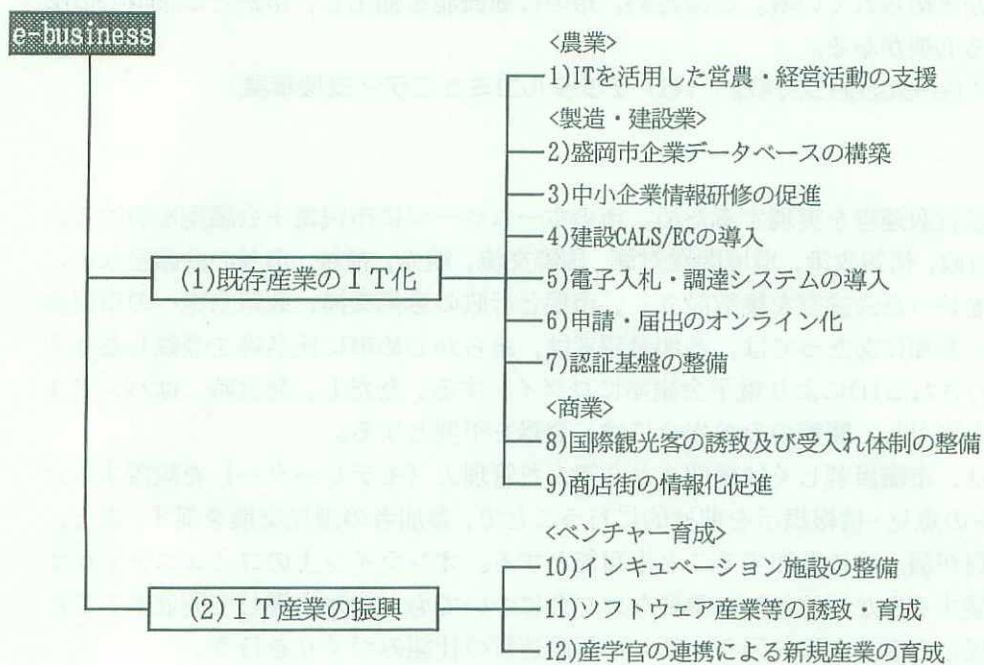 e-business
(1)既存産業のＩＴ化
<農業>
1)ITを活用した営農・経営活動の支援
<製造・建設業>
2)盛岡市企業データベースの構築
3)中小企業情報研修の促進
4)建設CALS/ECの導入
5)電子入札・調達システムの導入
6)申請・届出のオンライン化
7)認証基盤の整備
<商業>
8)国際観光客の誘致及び受入れ体制の整備
9)商店街の情報化促進
(2)ＩＴ産業の振興
<ベンチャー育成>
10)インキュベーション施設の整備
11)ソフトウェア産業等の誘致・育成
12)産学官の連携による新規産業の育成